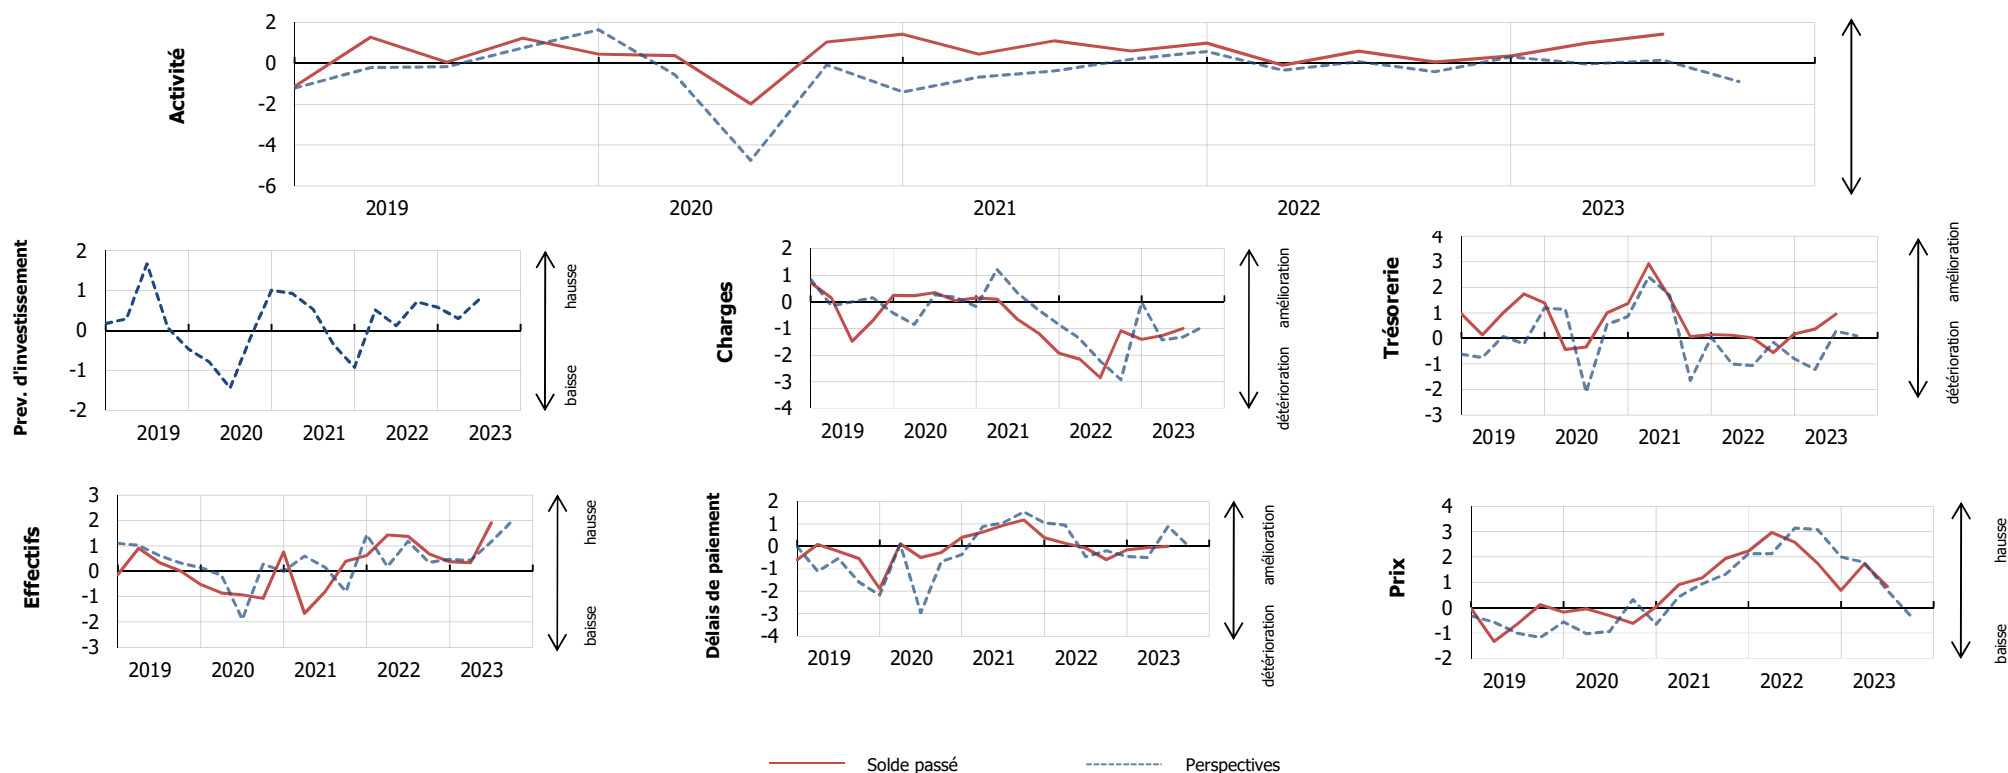 Activité
2
0
-2
-4
-6
2019 2020 2021 2022 2023
Prev. d'investissement
2
1
0
-1
-2
2019 2020 2021 2022 2023
hausse
baisse
Charges
2
1
0
-1
-2
-3
-4
2019 2020 2021 2022 2023
amélioration
détérioration
Trésorerie
4
3
2
1
0
-1
-2
-3
2019 2020 2021 2022 2023
amélioration
détérioration
Effectifs
3
2
1
0
-1
-2
-3
2019 2020 2021 2022 2023
hausse
baisse
Délais de paiement
2
1
0
-1
-2
-3
-4
2019 2020 2021 2022 2023
amélioration
détérioration
Prix
4
3
2
1
0
-1
-2
2019 2020 2021 2022 2023
hausse
baisse
Solde passé
Perspectives